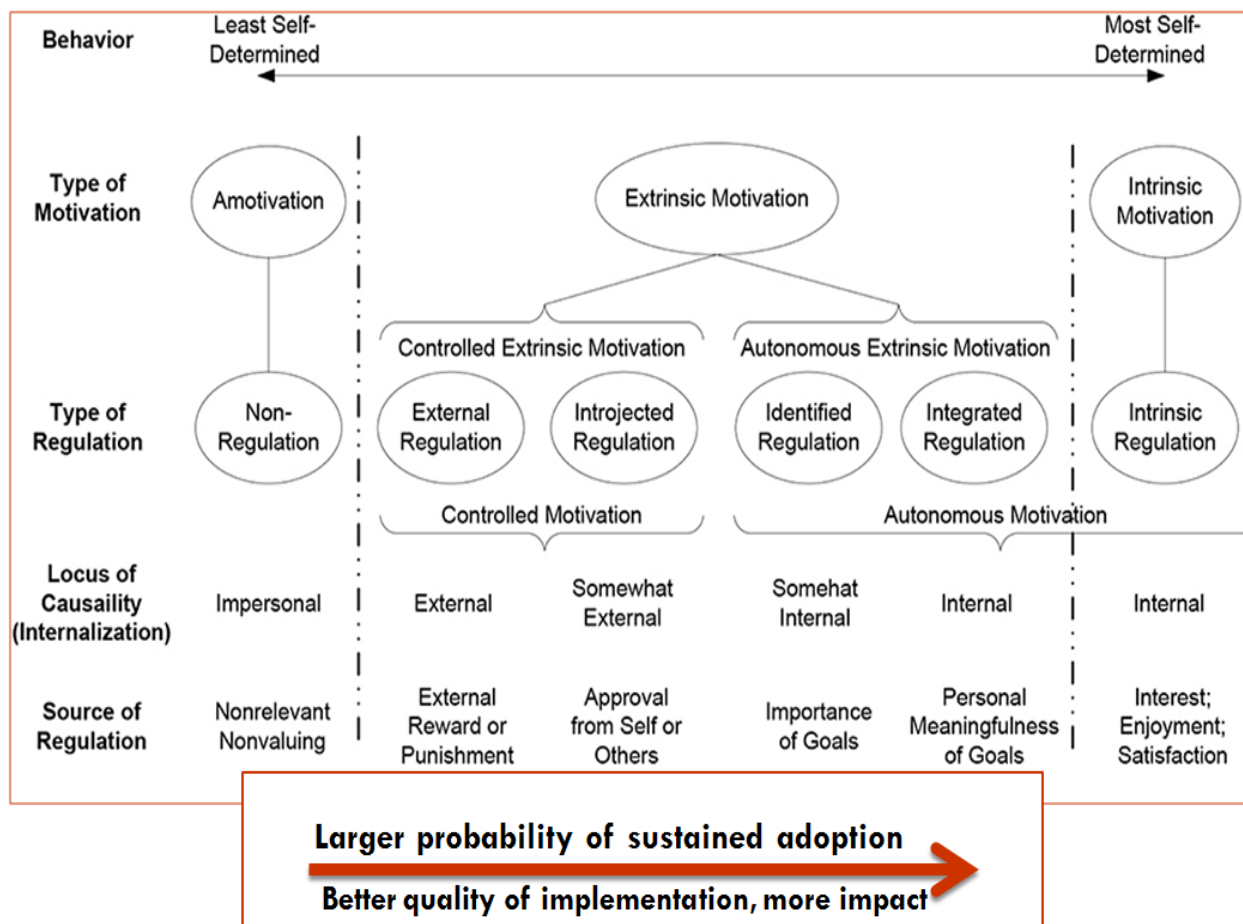 Behavior
Least Self-
Determined
Most Self-
Determined
Type of
Motivation
Amotivation
Extrinsic Motivation
Intrinsic
Motivation
Controlled Extrinsic Motivation
Autonomous Extrinsic Motivation
Type of
Regulation
Non-
Regulation
External
Regulation
Introjected
Regulation
Identified
Regulation
Integrated
Regulation
Intrinsic
Regulation
Controlled Motivation
Autonomous Motivation
Locus of
Causaility
(Internalization)
Impersonal
External
Somewhat
External
Somehat
Internal
Internal
Internal
Source of
Regulation
Nonrelevant
Nonvaluing
External
Reward or
Punishment
Approval
from Self or
Others
Importance
of Goals
Personal
Meaningfulness
of Goals
Interest;
Enjoyment;
Satisfaction
Larger probability of sustained adoption
Better quality of implementation, more impact